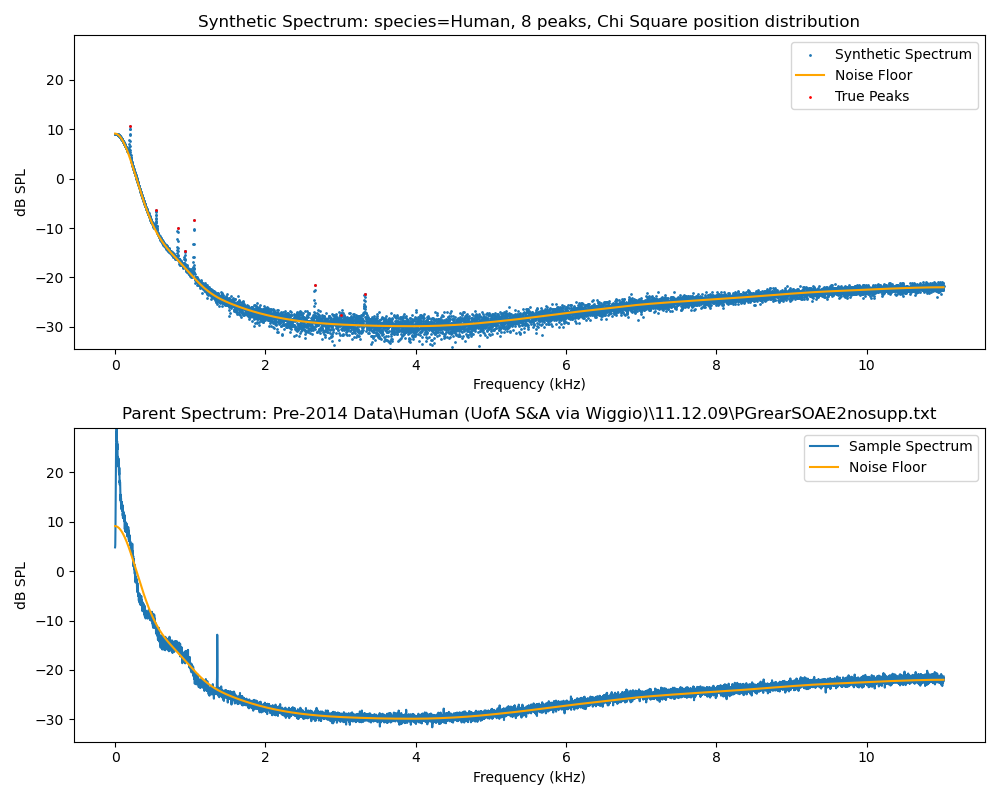 Synthetic Spectrum: species=Human, 8 peaks, Chi Square position distribution
dB SPL
20
10
0
−10
−20
−30
Synthetic Spectrum
Noise Floor
True Peaks
0 2 4 6 8 10
Frequency (kHz)
Parent Spectrum: Pre-2014 Data\Human (UofA S&A via Wiggio)\11.12.09\PGrearSOAE2nosupp.txt
dB SPL
20
10
0
−10
−20
−30
Sample Spectrum
Noise Floor
0 2 4 6 8 10
Frequency (kHz)